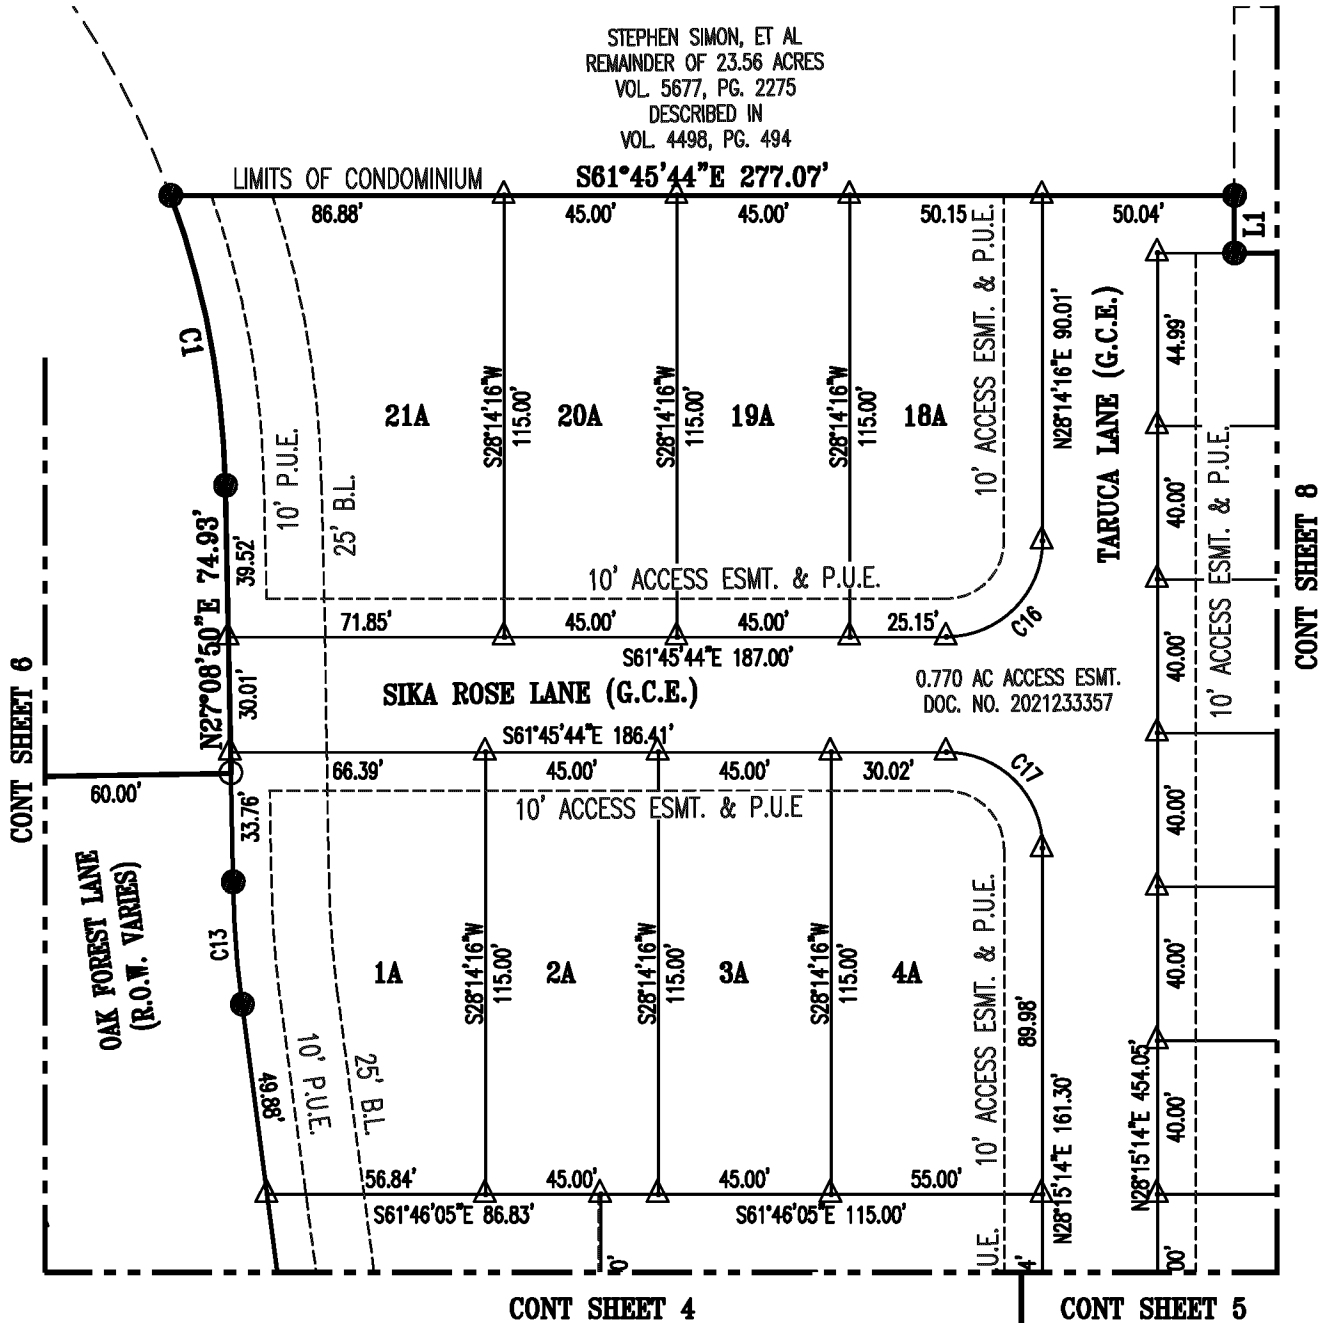 STEPHEN SIMON, ET AL
REMAINDER OF 23.56 ACRES
VOL. 5677, PG. 2275
DESCRIBED IN
VOL. 4498, PG. 494
LIMITS OF CONDOMINIUM
S61°45'44"E 277.07'
86.88'
45.00'
45.00'
50.15
50.04'
L1
C1
10' P.U.E.
25' B.L.
21A
S28°14'16"W
115.00'
20A
S28°14'16"W
115.00'
19A
S28°14'16"W
115.00'
18A
10' ACCESS ESMT. & P.U.E.
N28°14'16"E 90.01'
TARUCA LANE (G.C.E.)
44.99'
40.00'
40.00'
40.00'
40.00'
40.00'
10' ACCESS ESMT. & P.U.E.
10' ACCESS ESMT. & P.U.E.
CONT SHEET 8
N27°08'50"E 74.93'
39.52'
30.01'
10' ACCESS ESMT. & P.U.E.
71.85'
45.00'
45.00'
25.15'
C16
S61°45'44"E 187.00'
SIKA ROSE LANE (G.C.E.)
0.770 AC ACCESS ESMT.
DOC. NO. 2021233357
S61°45'44"E 186.41'
66.39'
45.00'
45.00'
30.02'
C17
10' ACCESS ESMT. & P.U.E
CONT SHEET 6
60.00'
33.76'
OAK FOREST LANE
(R.O.W. VARIES)
C13
49.88'
10' P.U.E.
25' B.L.
1A
S28°14'16"W
115.00'
2A
S28°14'16"W
115.00'
3A
S28°14'16"W
115.00'
4A
10' ACCESS ESMT. & P.U.E.
89.98'
N28°15'14"E 161.30'
N28°15'14"E 454.05'
56.84'
45.00'
45.00'
55.00'
S61°46'05"E 86.83'
S61°46'05"E 115.00'
0'
U.E.
4'
00'
CONT SHEET 4
CONT SHEET 5